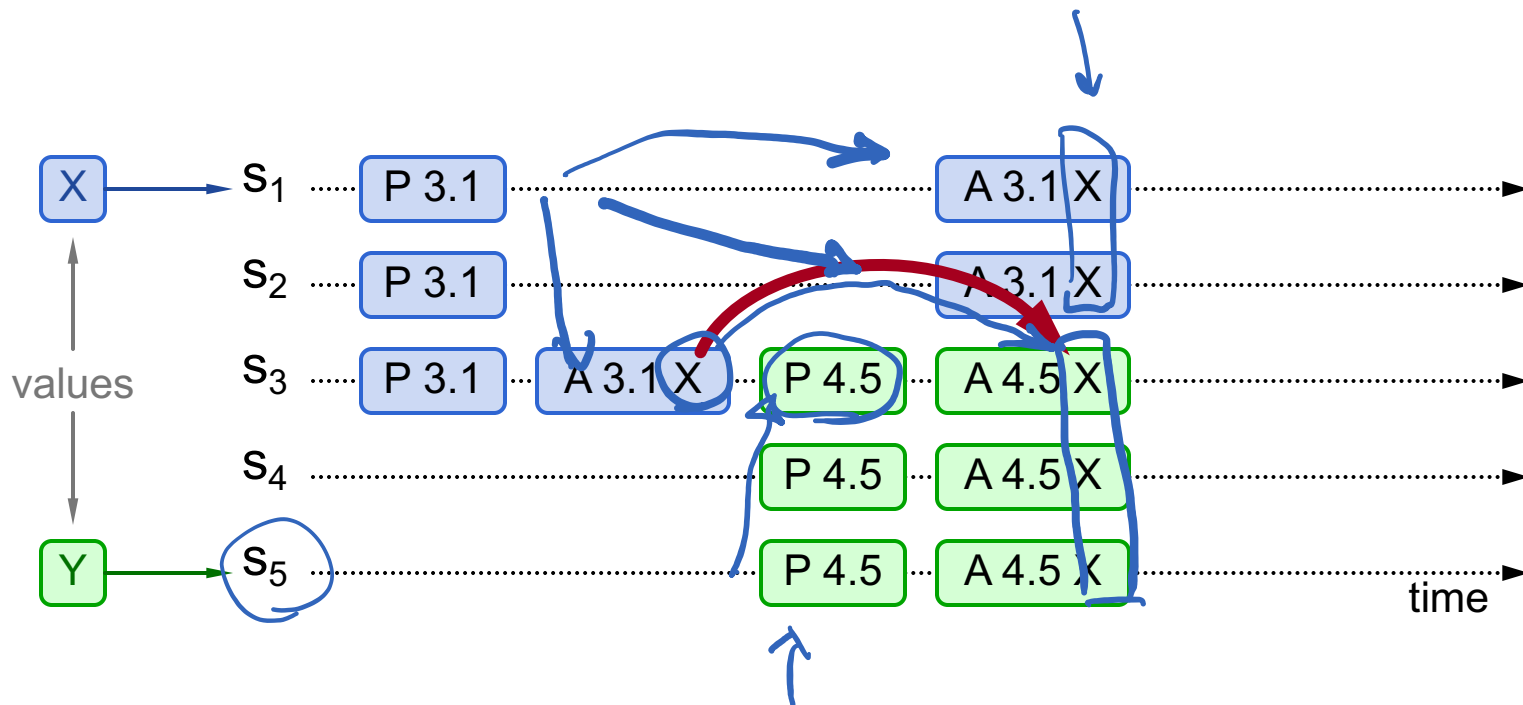 X s1 P 3.1 A 3.1 X
s2 P 3.1 A 3.1 X
values s3 P 3.1 A 3.1 X P 4.5 A 4.5 X
s4 P 4.5 A 4.5 X
Y s5 P 4.5 A 4.5 X
time